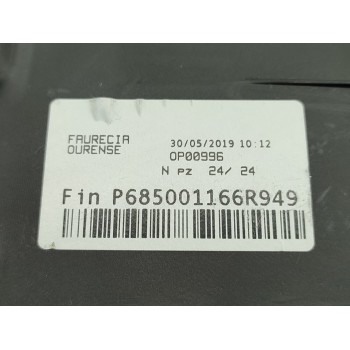 FAURECIA
OURENSE
30/05/2019 10:12
OP00996
N pz 24/ 24
Fin P685001166R949